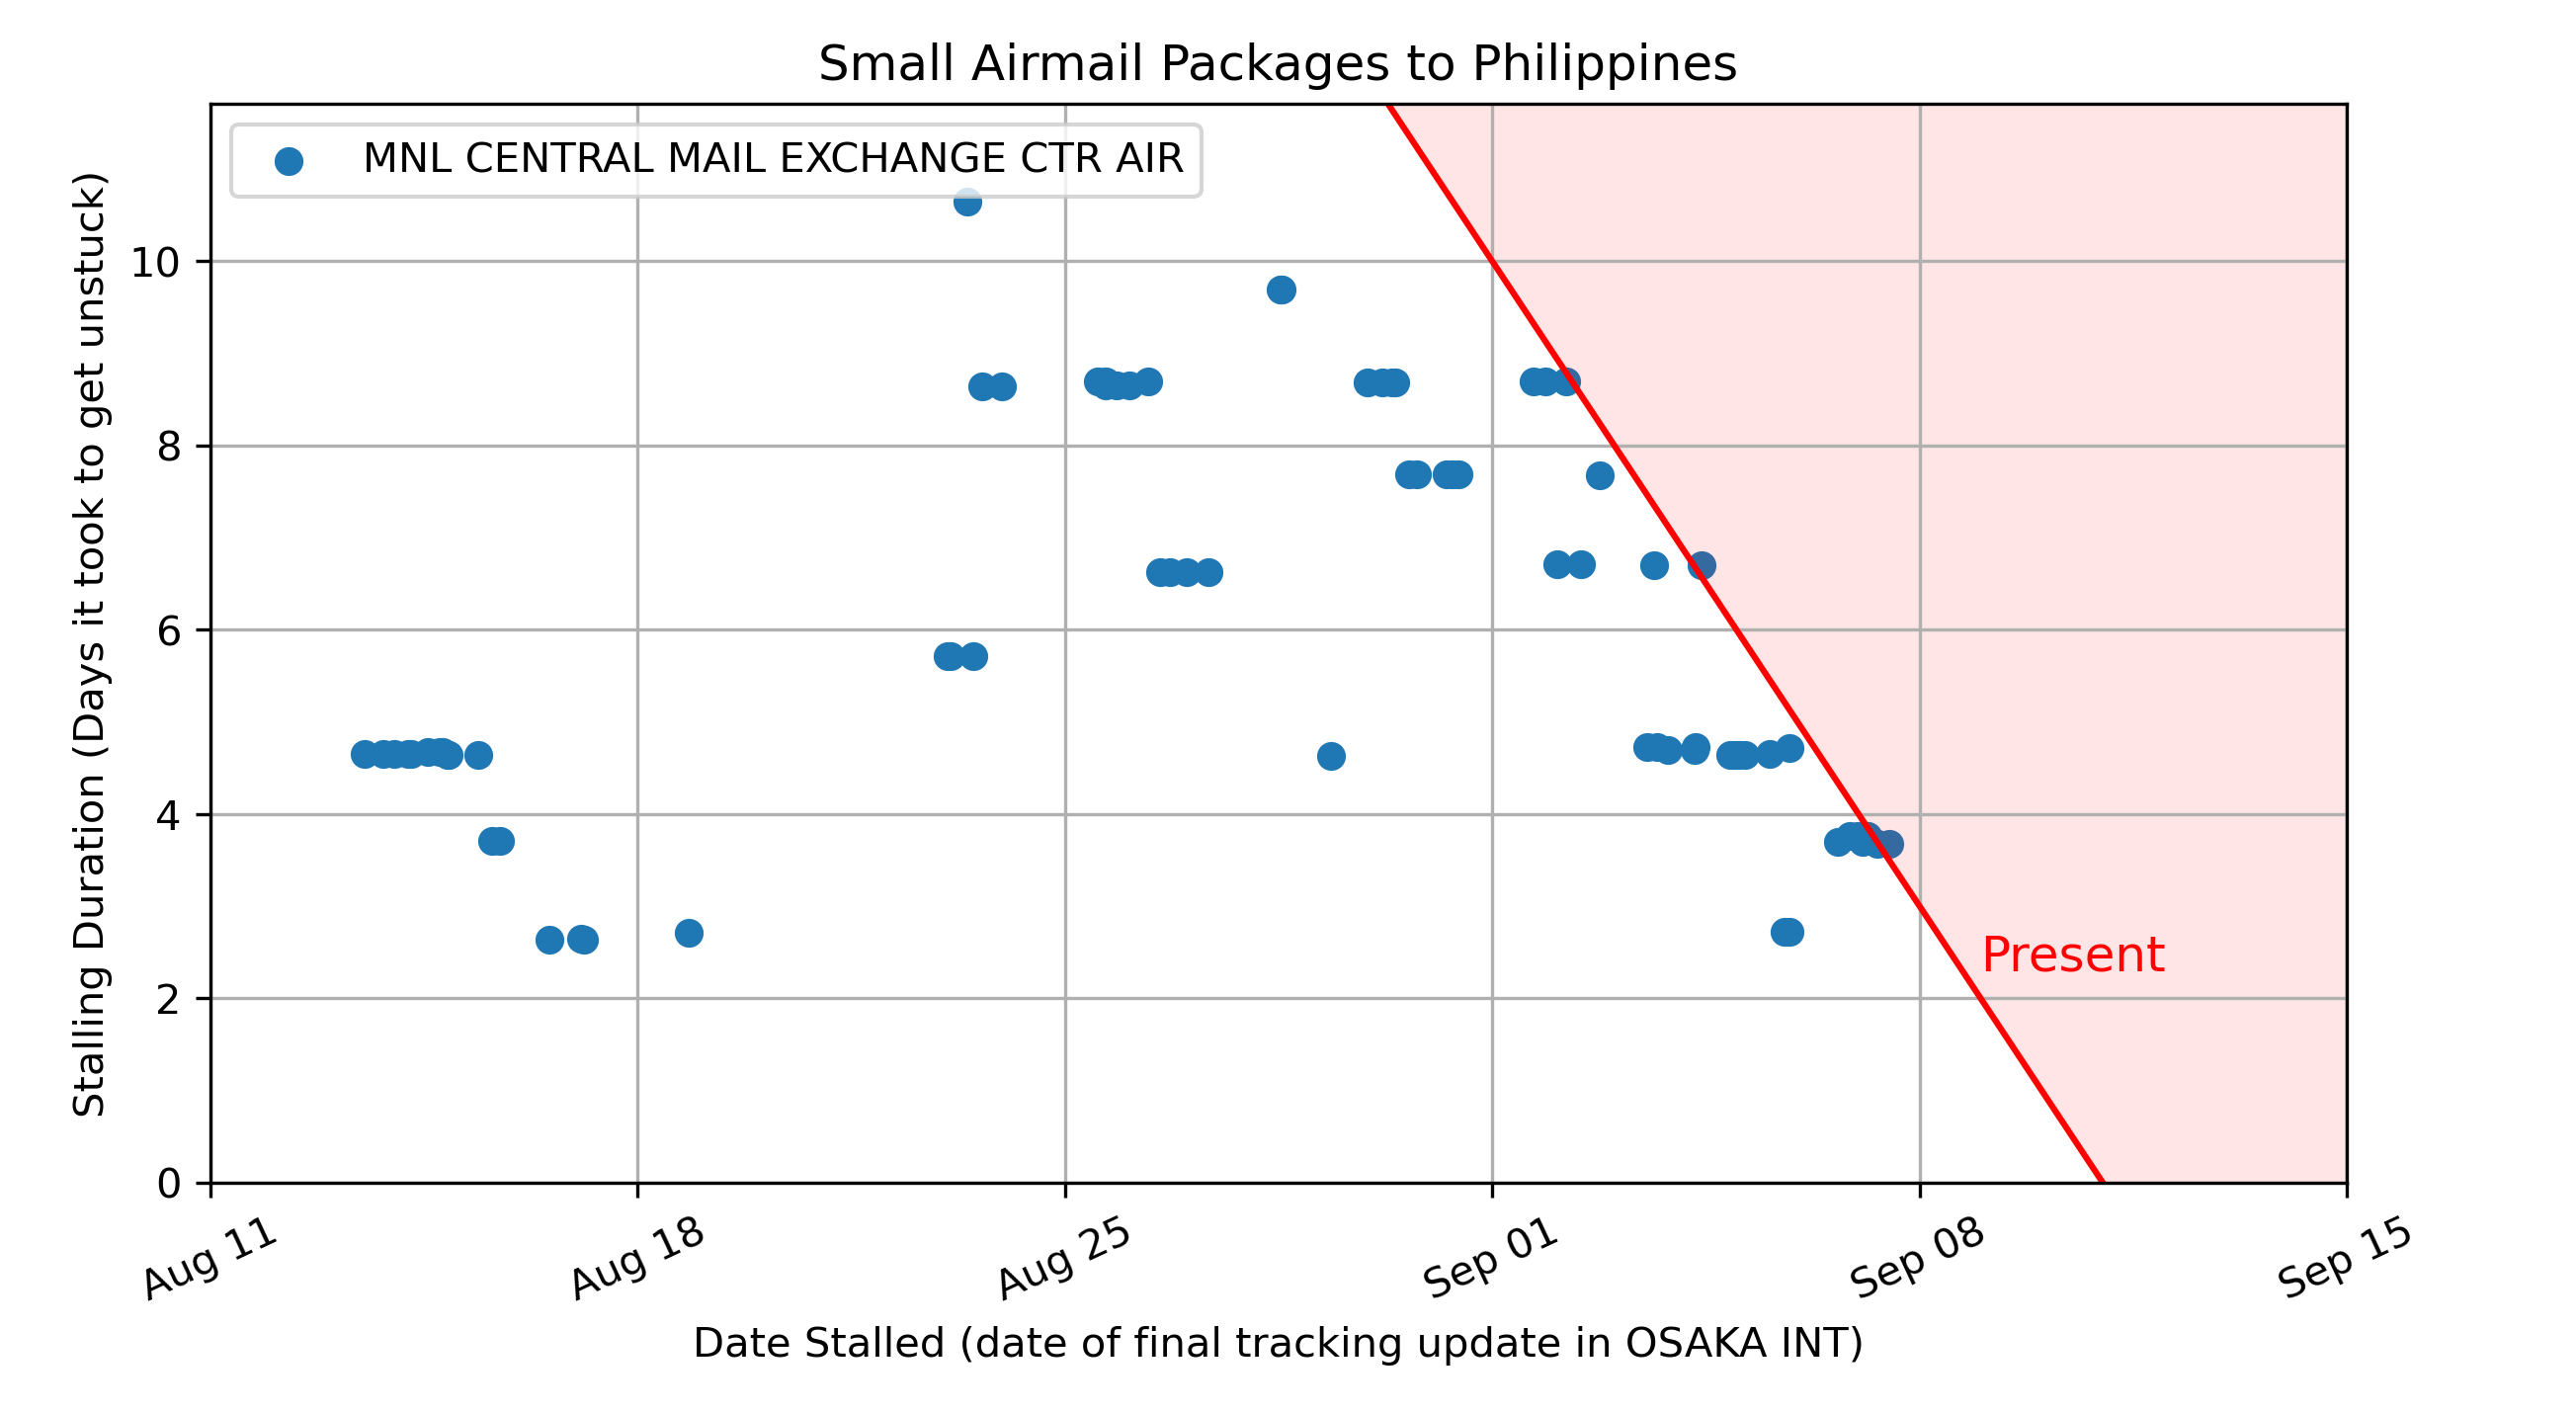 Small Airmail Packages to Philippines
MNL CENTRAL MAIL EXCHANGE CTR AIR
Stalling Duration (Days it took to get unstuck)
10
8
6
4
2
0
Present
Aug 11
Aug 18
Aug 25
Sep 01
Sep 08
Sep 15
Date Stalled (date of final tracking update in OSAKA INT)